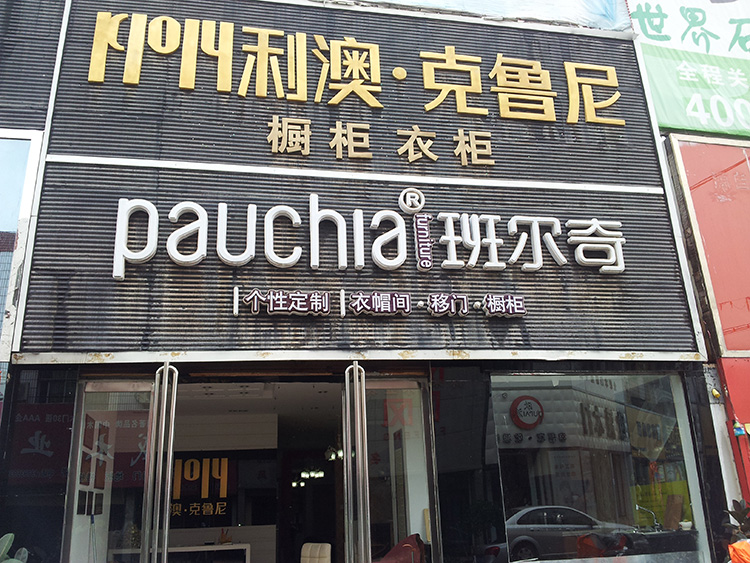 利澳·克鲁尼
橱柜 衣柜
pauchia® furniture 班尔奇
个性定制 衣帽间·移门·橱柜
世界石
全程关
400
澳·克鲁尼